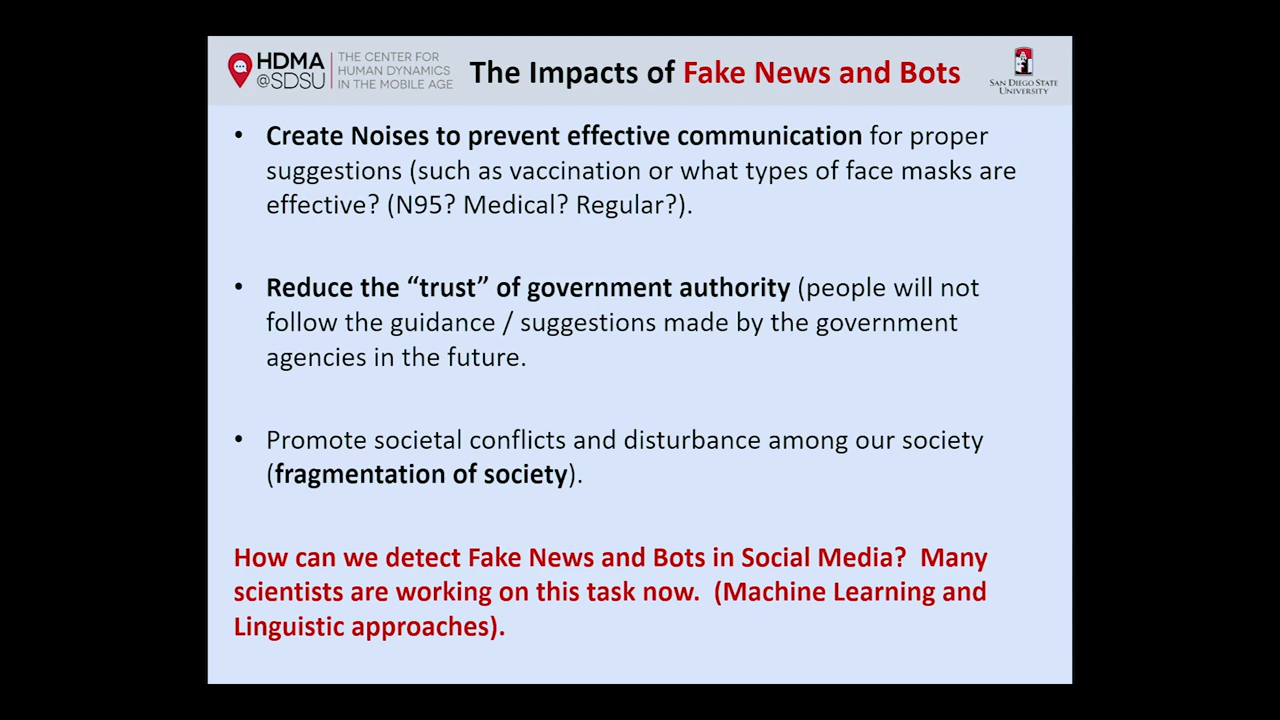 HDMA
@SDSU
THE CENTER FOR
HUMAN DYNAMICS
IN THE MOBILE AGE
The Impacts of Fake News and Bots
SAN DIEGO STATE
UNIVERSITY
• Create Noises to prevent effective communication for proper
suggestions (such as vaccination or what types of face masks are
effective? (N95? Medical? Regular?).
• Reduce the “trust” of government authority (people will not
follow the guidance / suggestions made by the government
agencies in the future.
• Promote societal conflicts and disturbance among our society
(fragmentation of society).
How can we detect Fake News and Bots in Social Media? Many
scientists are working on this task now. (Machine Learning and
Linguistic approaches).